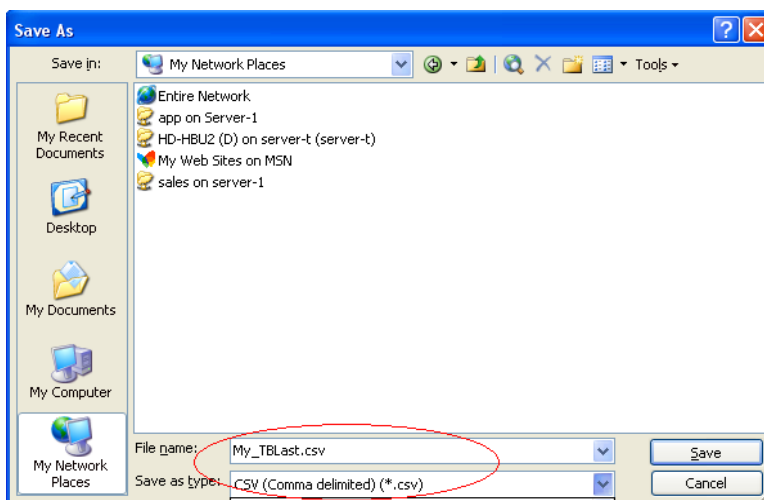 Save As
Save in: My Network Places Tools
Entire Network
app on Server-1
HD-HBU2 (D) on server-t (server-t)
My Web Sites on MSN
sales on server-1
My Recent
Documents
Desktop
My Documents
My Computer
My Network
Places
File name: My_TBLast.csv Save
Save as type: CSV (Comma delimited) (*.csv) Cancel